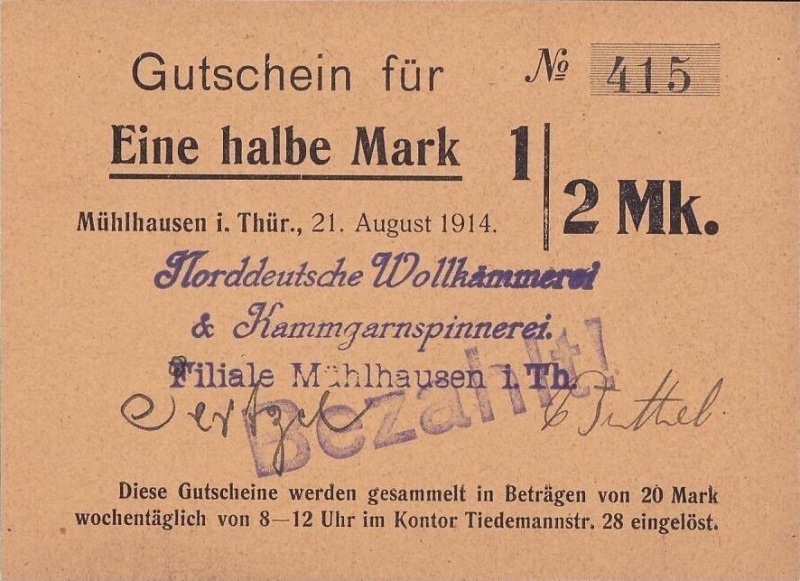 Gutschein für
№ 415
Eine halbe Mark
1/2 Mk.
Mühlhausen i. Thür., 21. August 1914.
Norddeutsche Wollkämmerei
& Kammgarnspinnerei.
Filiale Mühlhausen i. Th.
Bezahlt!
Diese Gutscheine werden gesammelt in Beträgen von 20 Mark
wochentäglich von 8—12 Uhr im Kontor Tiedemannstr. 28 eingelöst.